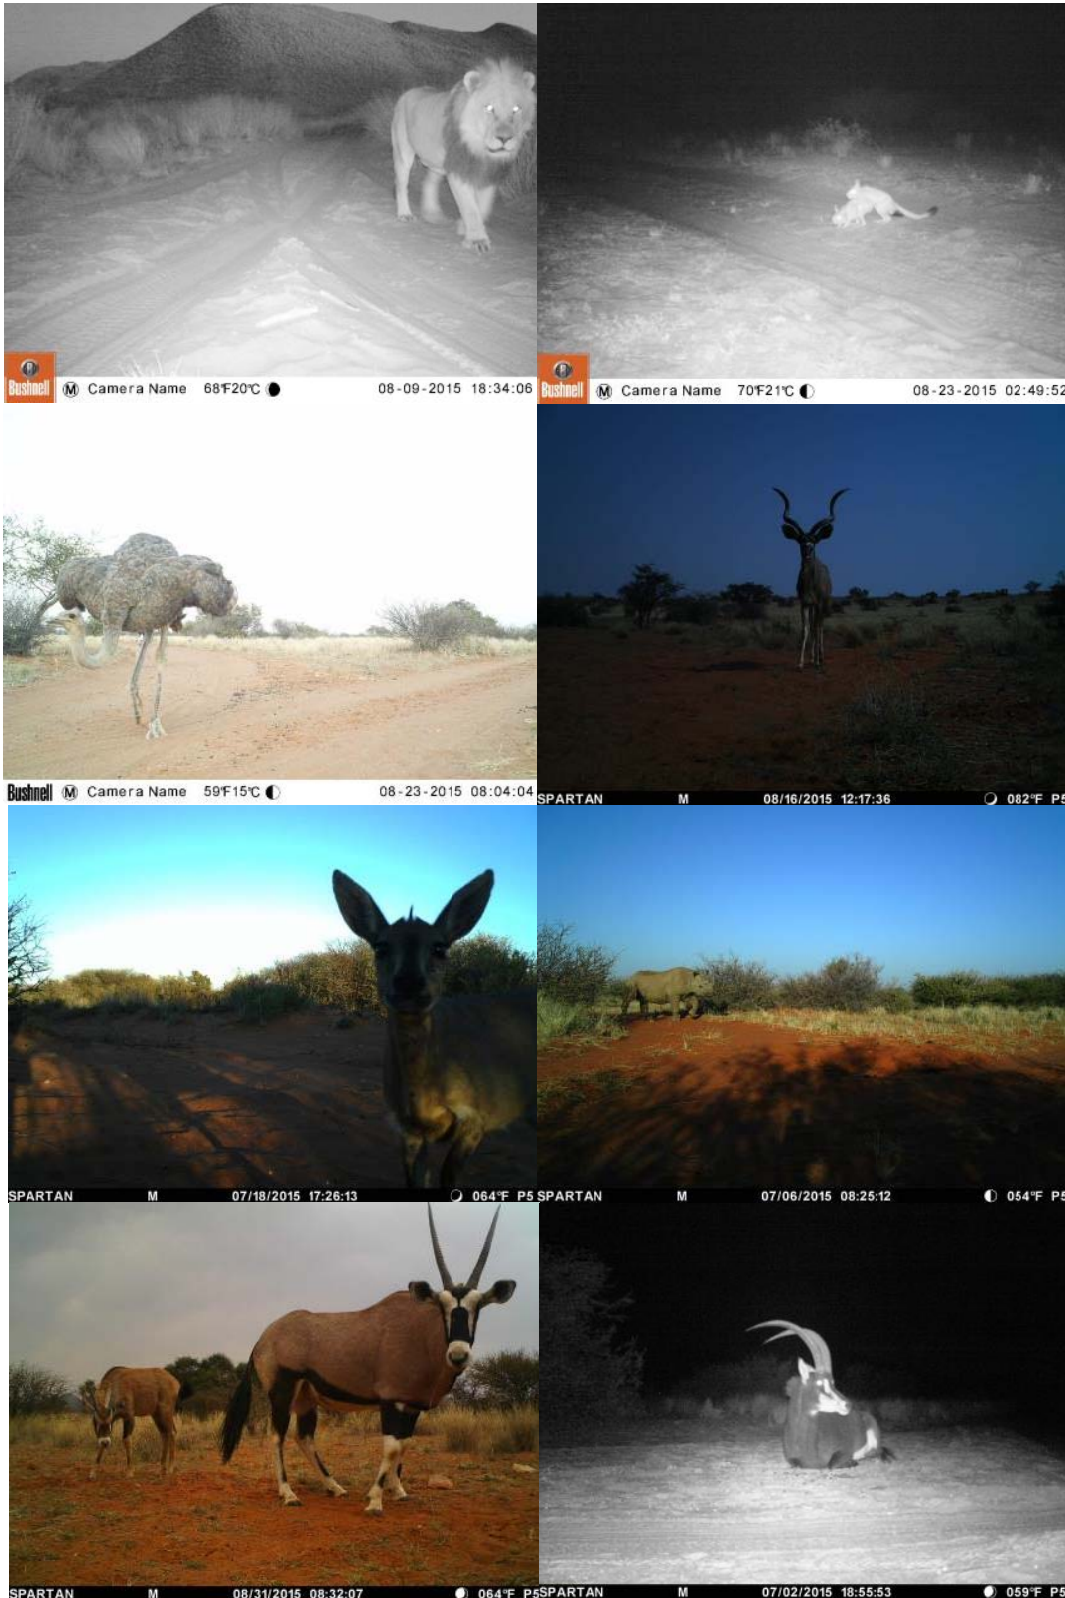 Bushnell M Camera Name 68°F20°C 08-09-2015 18:34:06
Bushnell M Camera Name 70°F21°C 08-23-2015 02:49:52
Bushnell M Camera Name 59°F15°C 08-23-2015 08:04:04
SPARTAN M 08/16/2015 12:17:36 082°F P5
SPARTAN M 07/18/2015 17:26:13 064°F P5
SPARTAN M 07/06/2015 08:25:12 054°F P5
SPARTAN M 08/31/2015 08:32:07 064°F P5
SPARTAN M 07/02/2015 18:55:53 059°F P5